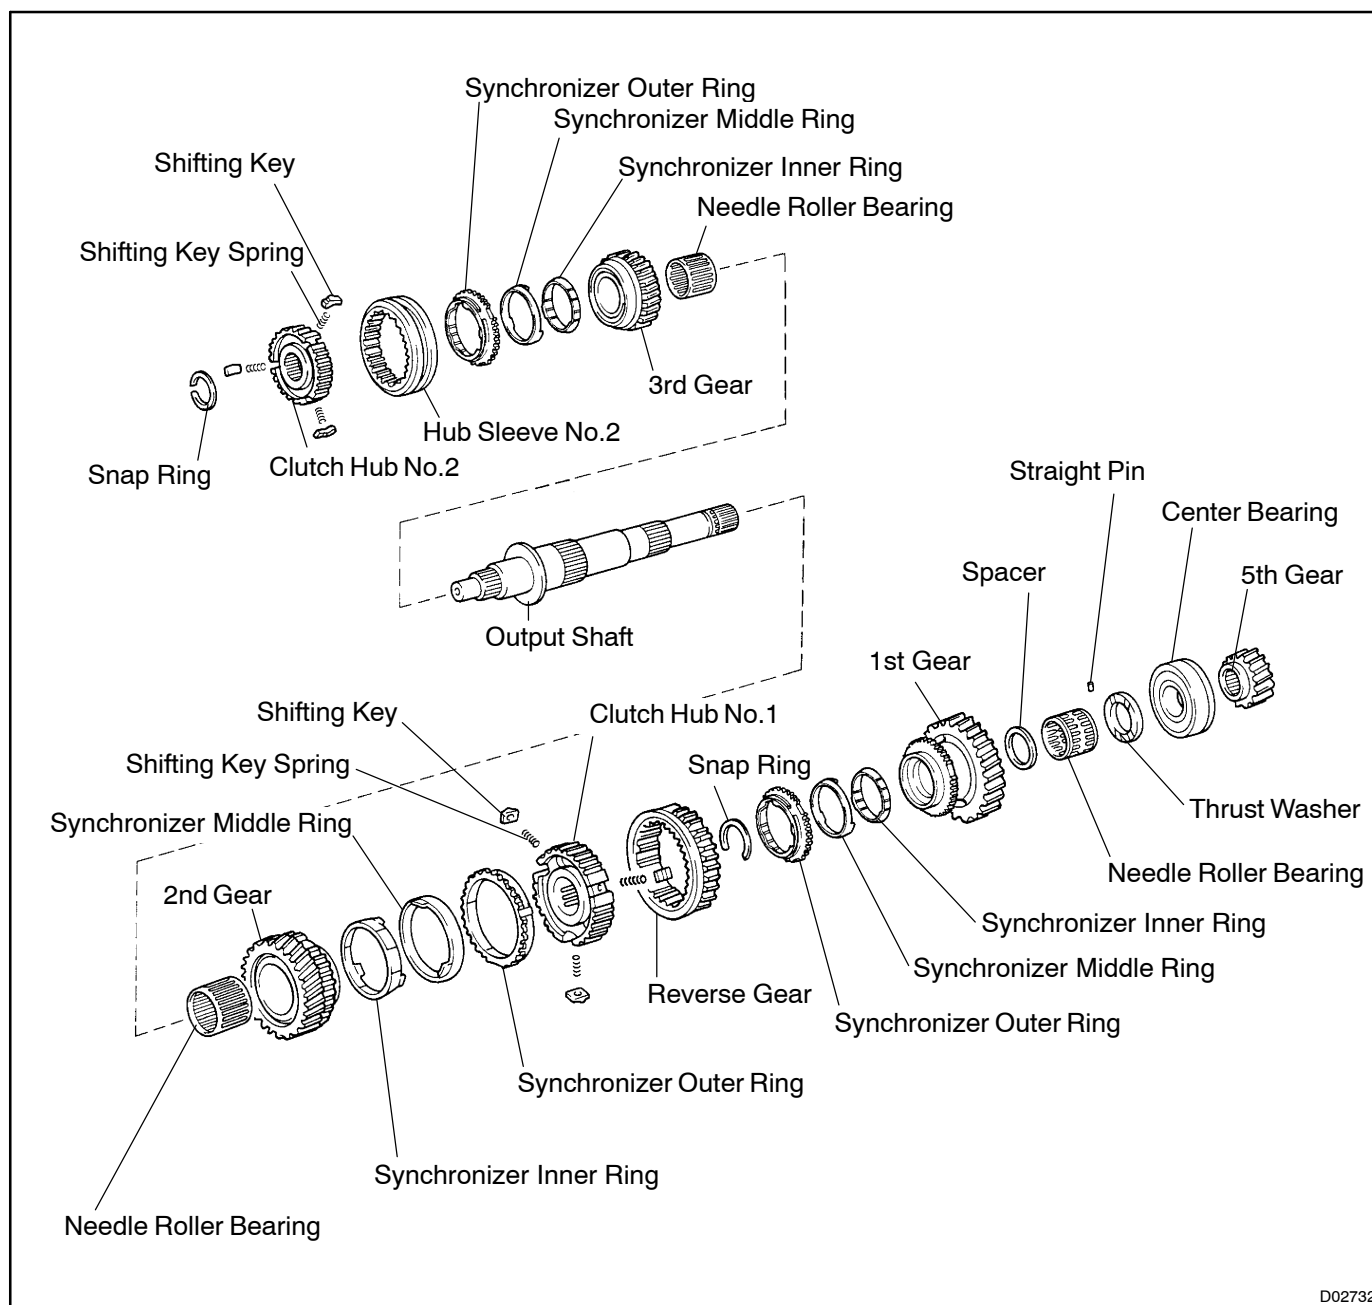 Synchronizer Outer Ring
Synchronizer Middle Ring
Shifting Key
Synchronizer Inner Ring
Needle Roller Bearing
Shifting Key Spring
3rd Gear
Hub Sleeve No.2
Snap Ring
Clutch Hub No.2
Straight Pin
Center Bearing
Spacer
5th Gear
Output Shaft
1st Gear
Shifting Key
Clutch Hub No.1
Shifting Key Spring
Snap Ring
Synchronizer Middle Ring
Thrust Washer
2nd Gear
Needle Roller Bearing
Synchronizer Inner Ring
Synchronizer Middle Ring
Reverse Gear
Synchronizer Outer Ring
Synchronizer Outer Ring
Synchronizer Inner Ring
Needle Roller Bearing
D02732